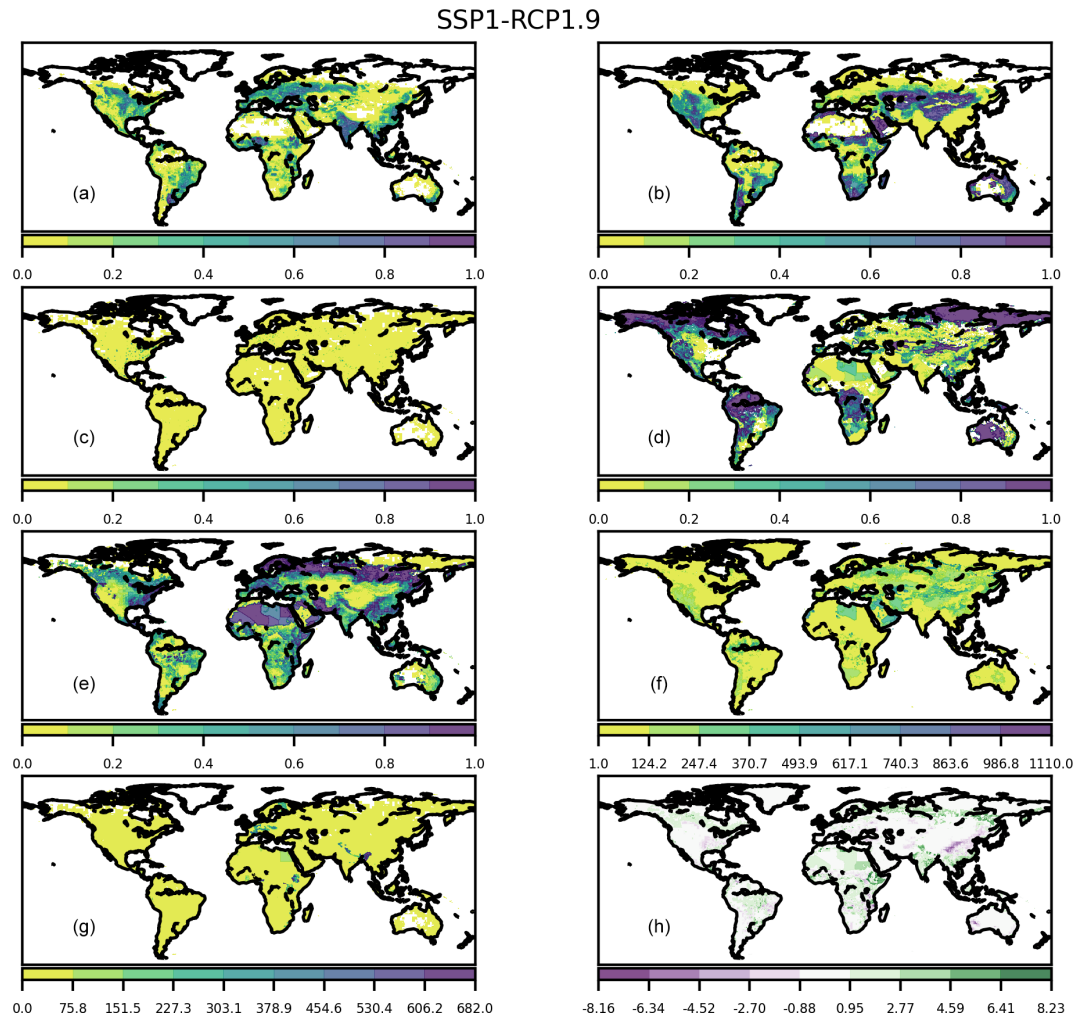 SSP1-RCP1.9
(a) (b)
0.0 0.2 0.4 0.6 0.8 1.0 0.0 0.2 0.4 0.6 0.8 1.0
(c) (d)
0.0 0.2 0.4 0.6 0.8 1.0 0.0 0.2 0.4 0.6 0.8 1.0
(e) (f)
0.0 0.2 0.4 0.6 0.8 1.0 1.0 124.2 247.4 370.7 493.9 617.1 740.3 863.6 986.8 1110.0
(g) (h)
0.0 75.8 151.5 227.3 303.1 378.9 454.6 530.4 606.2 682.0 -8.16 -6.34 -4.52 -2.70 -0.88 0.95 2.77 4.59 6.41 8.23